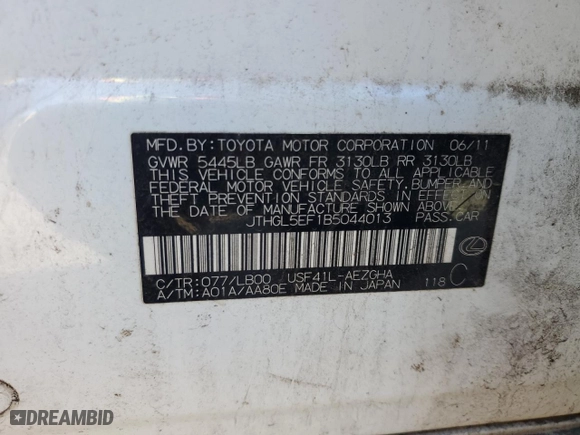 MFD.BY:TOYOTA MOTOR CORPORATION 06/11
GVWR 5445LB GAWR FR 3130LB RR 3130LB
THIS VEHICLE CONFORMS TO ALL APPLICABLE
FEDERAL MOTOR VEHICLE SAFETY, BUMPER, AND
THEFT PREVENTION STANDARDS IN EFFECT ON
THE DATE OF MANUFACTURE SHOWN ABOVE.
JTHGL5EF1B5044013 PASS.CAR
C/TR:077/LB00 USF41L-AEZGHA
A/TM:A01A/AA80E MADE IN JAPAN 118 C
DREAMBID